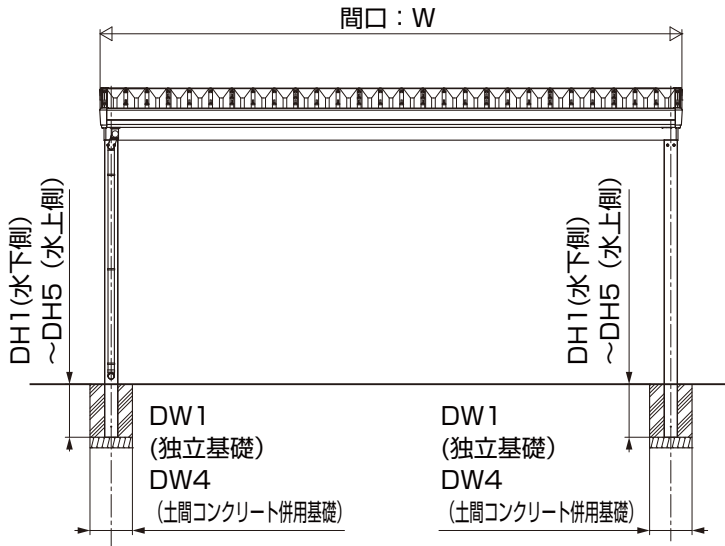 間口：W
DH1(水下側)
～DH5（水上側）
DH1(水下側)
～DH5（水上側）
DW1
(独立基礎)
DW4
（土間コンクリート併用基礎）
DW1
(独立基礎)
DW4
（土間コンクリート併用基礎）